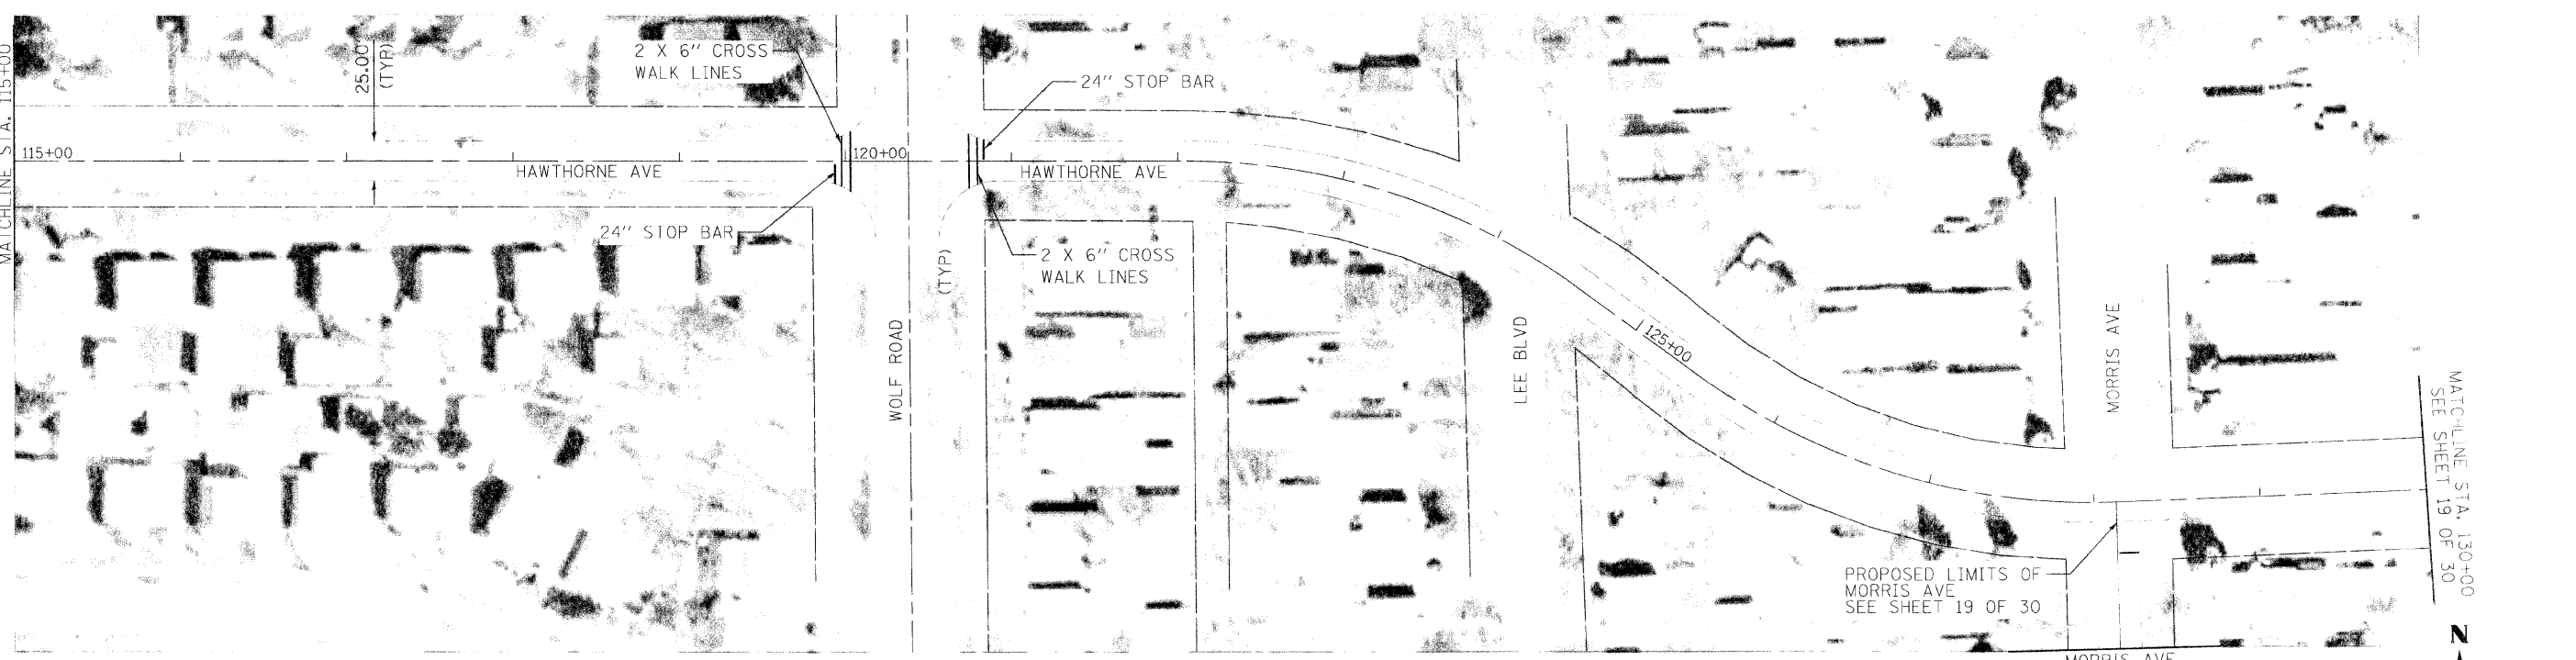 MATCHLINE STA. 115+00
25.00'
(TYP)
2 X 6" CROSS
WALK LINES
24" STOP BAR
115+00
120+00
HAWTHORNE AVE
HAWTHORNE AVE
24" STOP BAR
2 X 6" CROSS
WALK LINES
(TYP)
WOLF ROAD
LEE BLVD
125+00
MORRIS AVE
MATCHLINE STA. 130+00
SEE SHEET 19 OF 30
PROPOSED LIMITS OF
MORRIS AVE
SEE SHEET 19 OF 30
N
MORRIS AVE